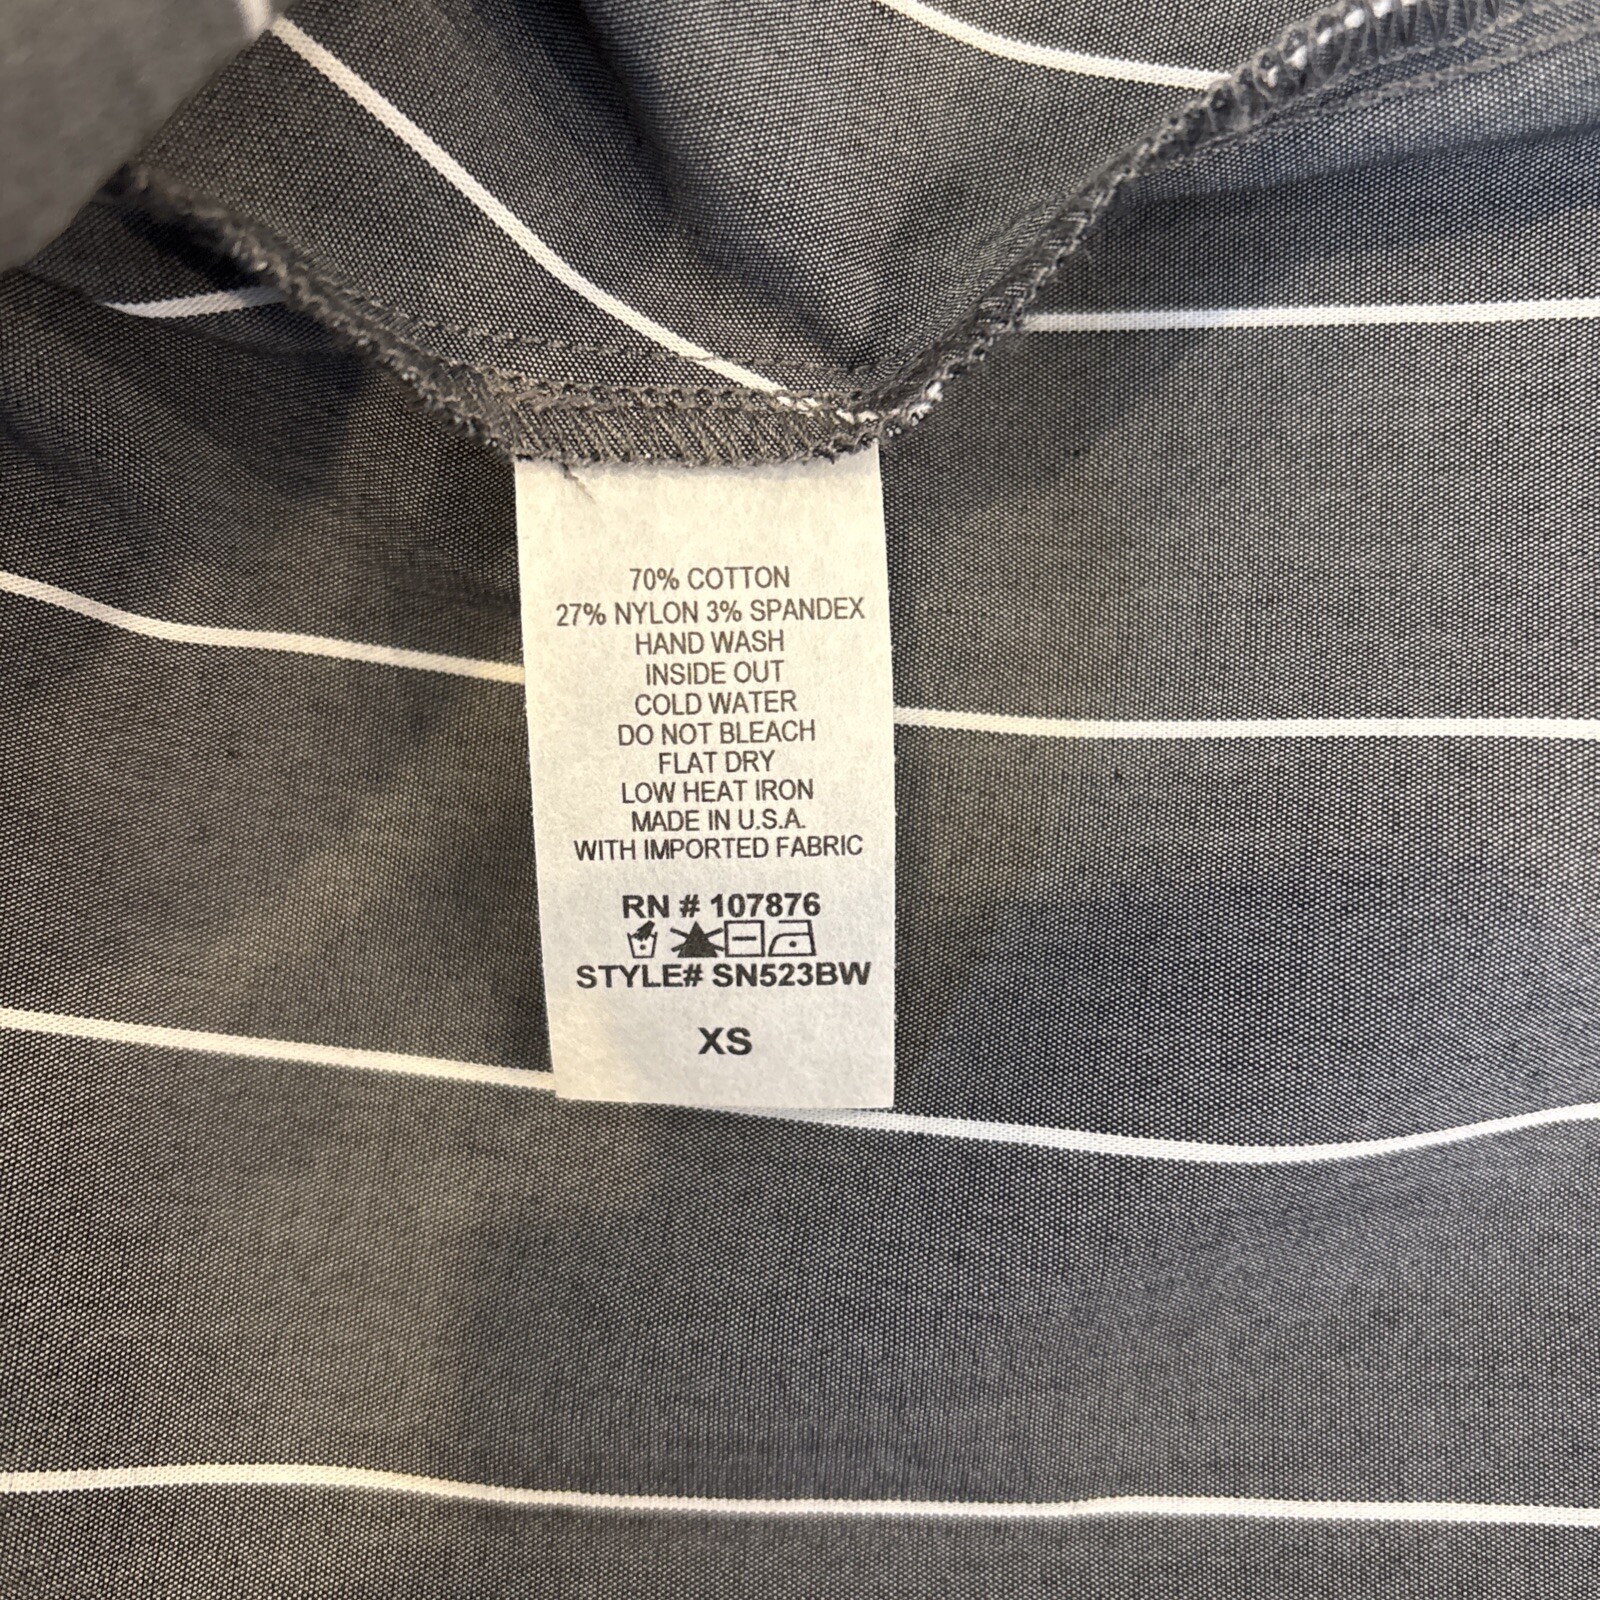 70% COTTON
27% NYLON 3% SPANDEX
HAND WASH
INSIDE OUT
COLD WATER
DO NOT BLEACH
FLAT DRY
LOW HEAT IRON
MADE IN U.S.A.
WITH IMPORTED FABRIC
RN # 107876
STYLE# SN523BW
XS